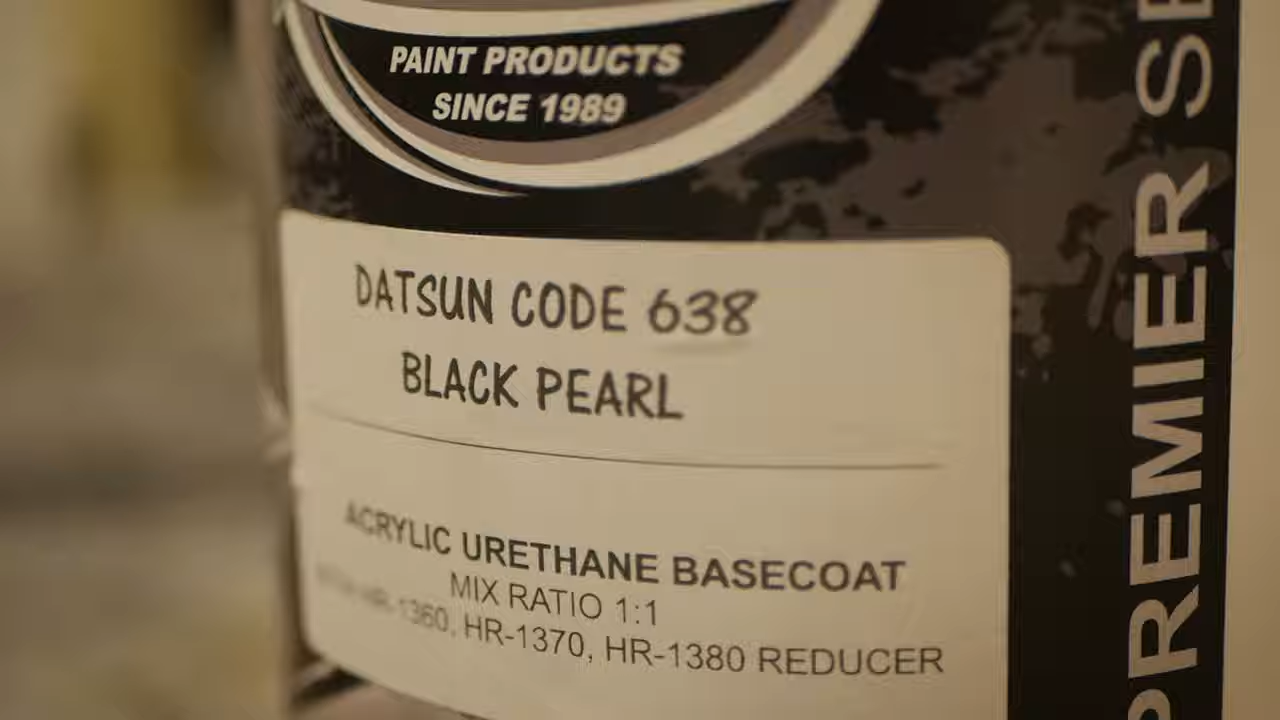 PAINT PRODUCTS
SINCE 1989
DATSUN CODE 638
BLACK PEARL
ACRYLIC URETHANE BASECOAT
MIX RATIO 1:1
HR-1360, HR-1370, HR-1380 REDUCER
PREMIER